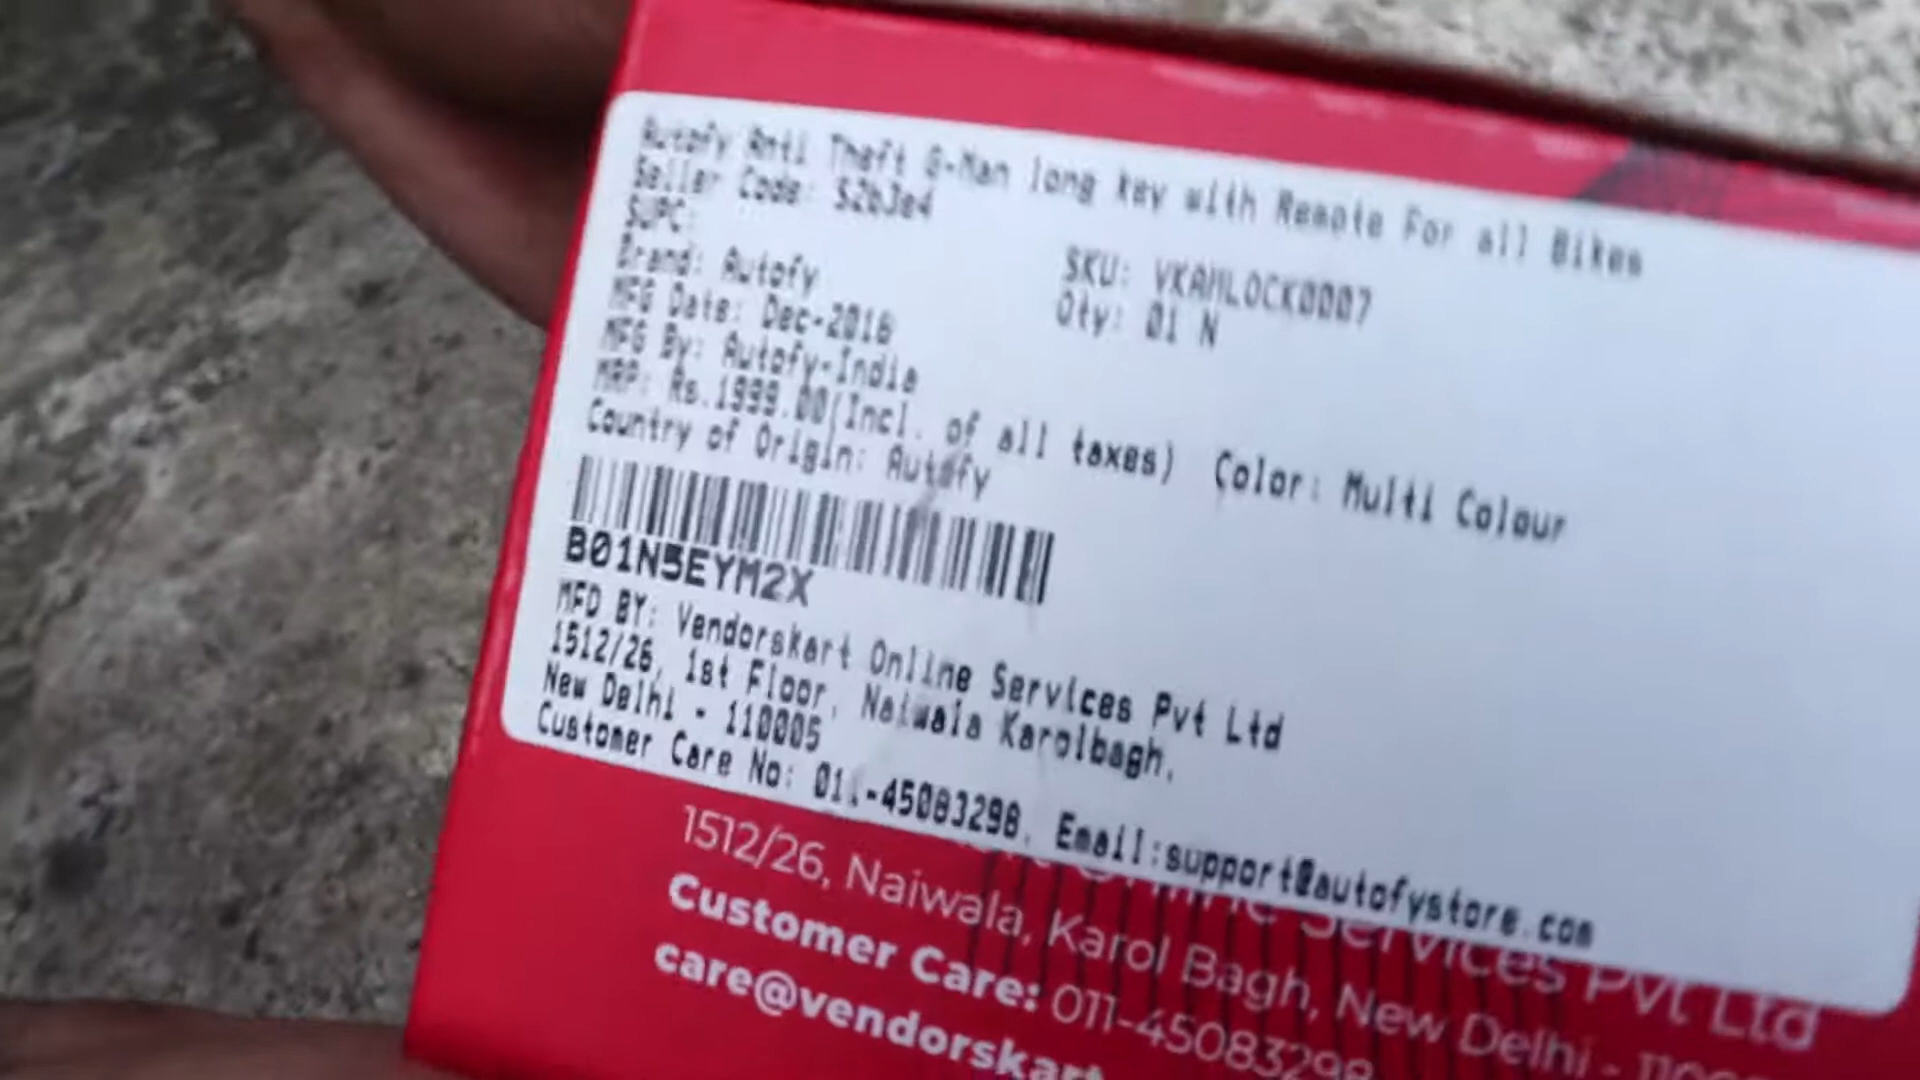 Autofy Anti Theft G-Man long key with Remote For all Bikes
Seller Code: S2b3e4
SUPC:
SKU: VKAMLOCK0007
Brand: Autofy
Qty: 01 N
MFG Date: Dec-2016
MFG By: Autofy-India
MRP: Rs.1999.00(Incl. of all taxes) Color: Multi Colour
Country of Origin: Autofy
B01N5EYM2X
MFD BY: Vendorskart Online Services Pvt Ltd
1512/26, 1st Floor, Naiwala Karolbagh,
New Delhi - 110005
Customer Care No: 011-45083298, Email:support@autofystore.com
Services Pvt Ltd
1512/26, Naiwala, Karol Bagh, New Delhi -
Customer Care: 011-45083298
care@vendorskart